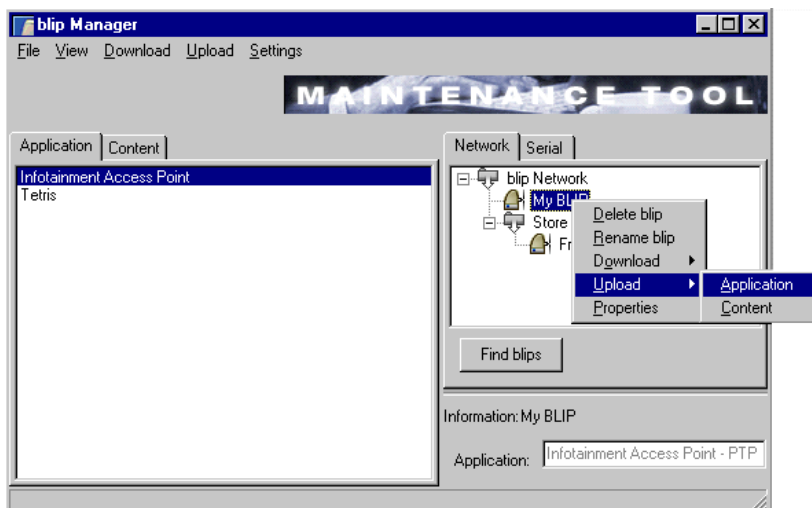 blip Manager
File View Download Upload Settings
MAINTENANCE TOOL
Application Content
Infotainment Access Point
Tetris
Network Serial
blip Network
My BLIP
Store
Fr
Delete blip
Rename blip
Download
Upload
Properties
Application
Content
Find blips
Information: My BLIP
Application: Infotainment Access Point - PTP